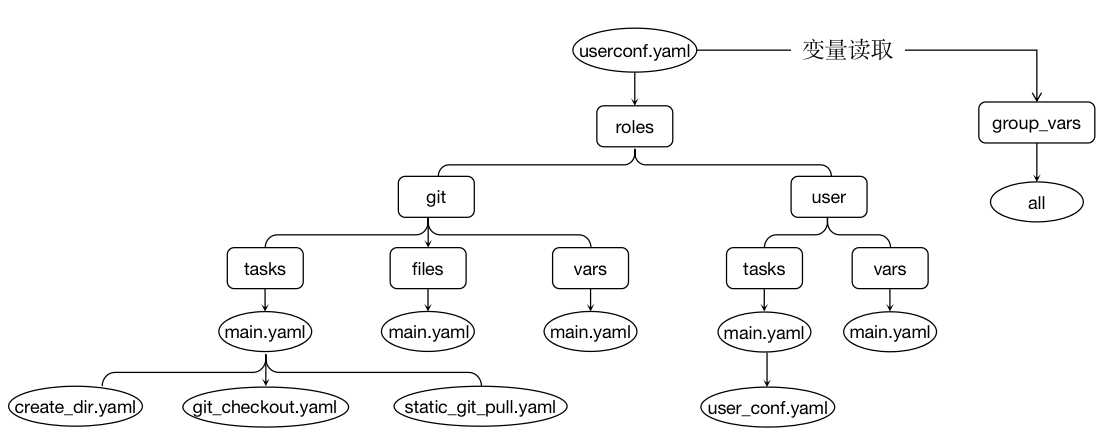 userconf.yaml 变量读取
roles group_vars
git user all
tasks files vars tasks vars
main.yaml main.yaml main.yaml main.yaml main.yaml
create_dir.yaml git_checkout.yaml static_git_pull.yaml user_conf.yaml